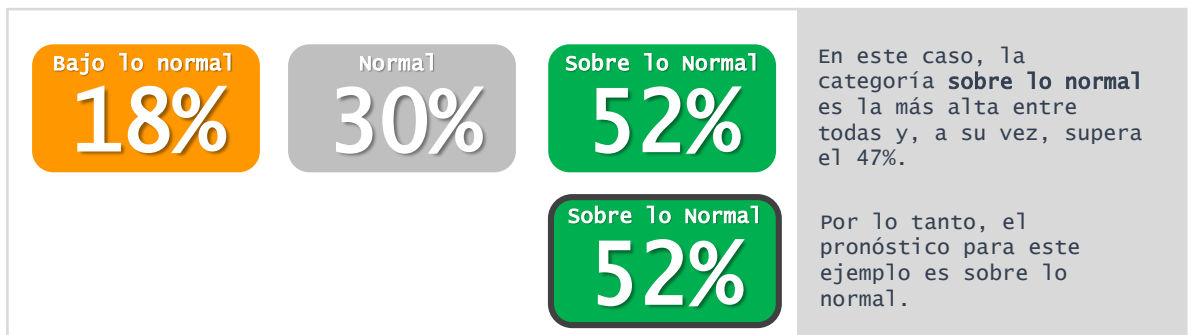 Bajo lo normal
18%
Normal
30%
Sobre lo Normal
52%
Sobre lo Normal
52%
En este caso, la
categoría sobre lo normal
es la más alta entre
todas y, a su vez, supera
el 47%.
Por lo tanto, el
pronóstico para este
ejemplo es sobre lo
normal.